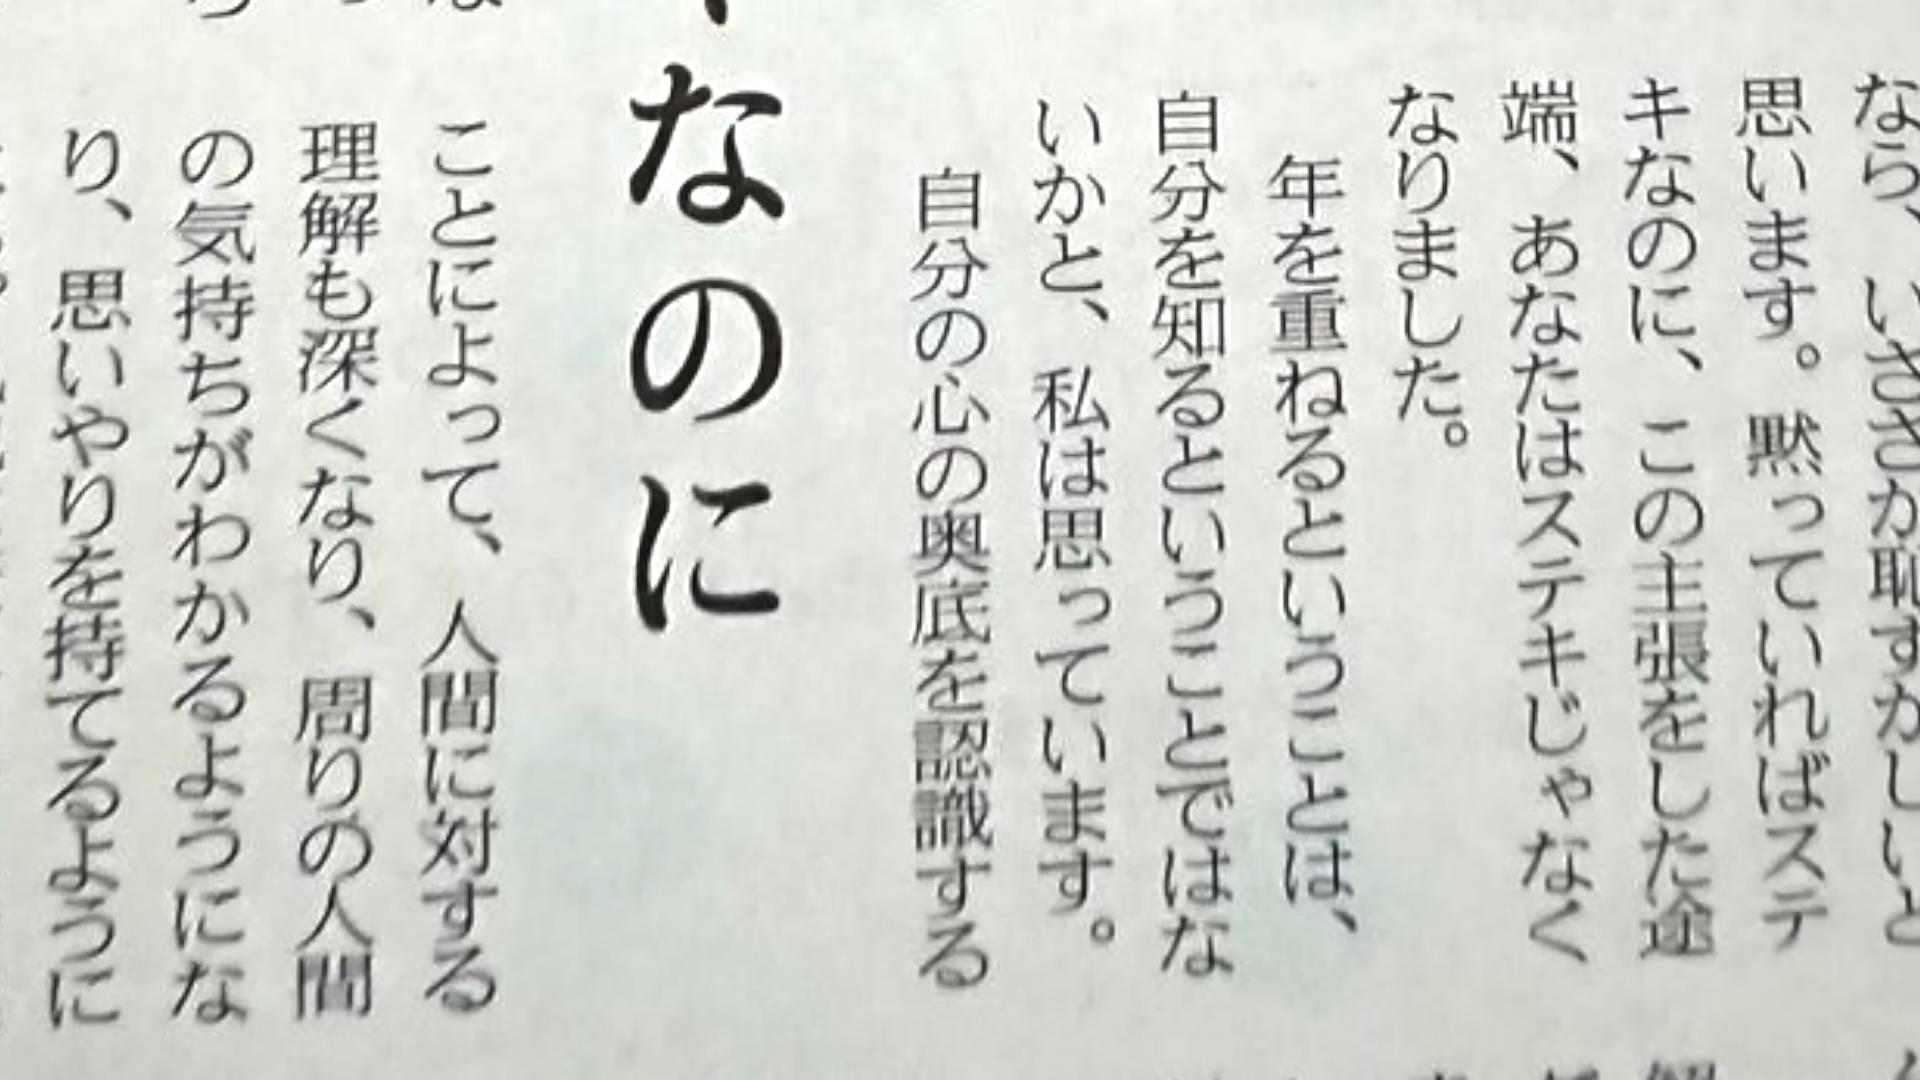 なら、いささか恥ずかしいと
思います。黙っていればステ
キなのに、この主張をした途
端、あなたはステキじゃなく
なりました。
年を重ねるということは、
自分を知るということではな
いかと、私は思っています。
自分の心の奥底を認識する
なのに
ことによって、人間に対する
理解も深くなり、周りの人間
の気持ちがわかるようにな
り、思いやりを持てるように